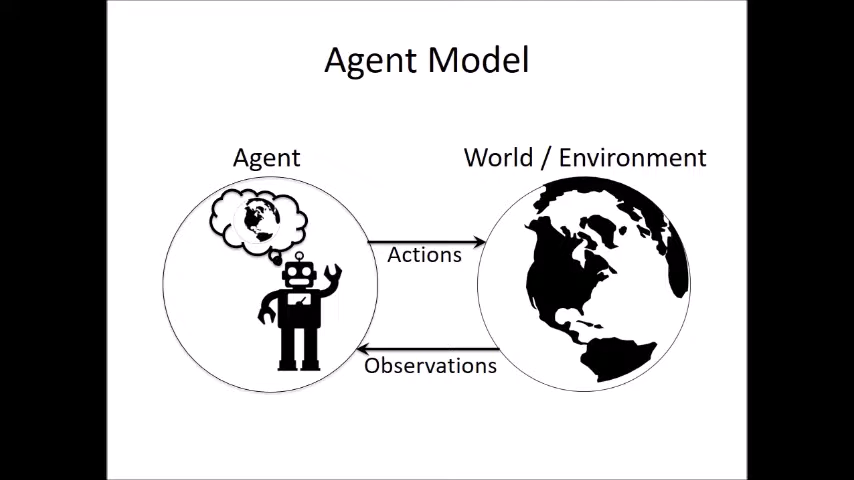 Agent Model
Agent
World / Environment
Actions
Observations